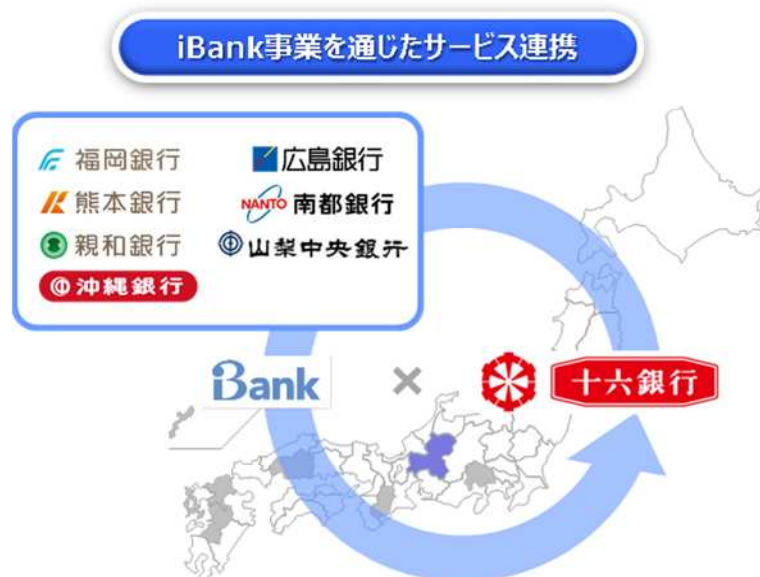 iBank事業を通じたサービス連携
福岡銀行
広島銀行
熊本銀行
NANTO 南都銀行
親和銀行
山梨中央銀行
沖縄銀行
iBank
×
十六銀行